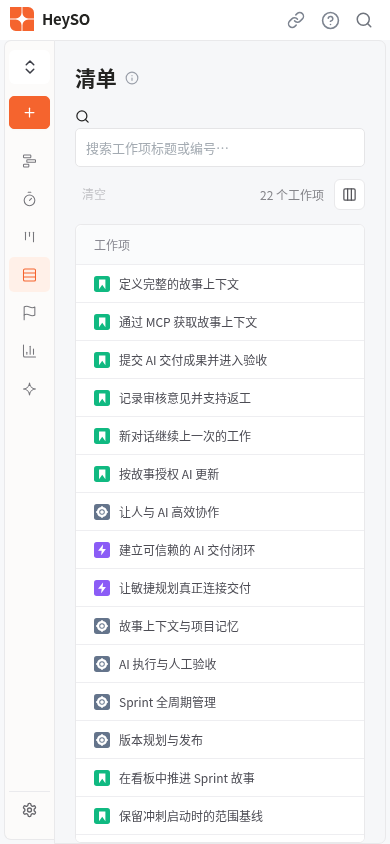 HeySO
清单
搜索工作项标题或编号…
清空
22 个工作项
工作项
定义完整的故事上下文
通过 MCP 获取故事上下文
提交 AI 交付成果并进入验收
记录审核意见并支持返工
新对话继续上一次的工作
按故事授权 AI 更新
让人与 AI 高效协作
建立可信赖的 AI 交付闭环
让敏捷规划真正连接交付
故事上下文与项目记忆
AI 执行与人工验收
Sprint 全周期管理
版本规划与发布
在看板中推进 Sprint 故事
保留冲刺启动时的范围基线